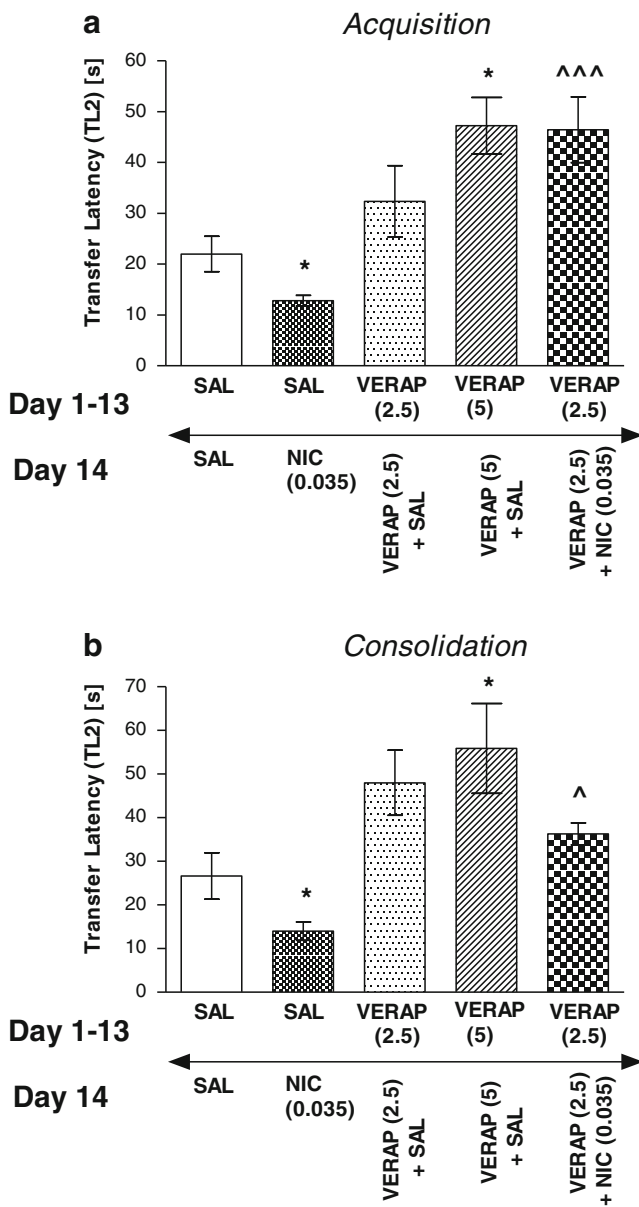 a Acquisition
Transfer Latency (TL2) [s]
60
50
40
30
20
10
0
* * ^^^
SAL SAL VERAP VERAP VERAP
(2.5) (5) (2.5)
Day 1-13
Day 14
SAL NIC
(0.035)
VERAP (2.5)
+ SAL
VERAP (5)
+ SAL
VERAP (2.5)
+ NIC (0.035)
b Consolidation
Transfer Latency (TL2) [s]
70
60
50
40
30
20
10
0
* * ^
SAL SAL VERAP VERAP VERAP
(2.5) (5) (2.5)
Day 1-13
Day 14
SAL NIC
(0.035)
VERAP (2.5)
+ SAL
VERAP (5)
+ SAL
VERAP (2.5)
+ NIC (0.035)